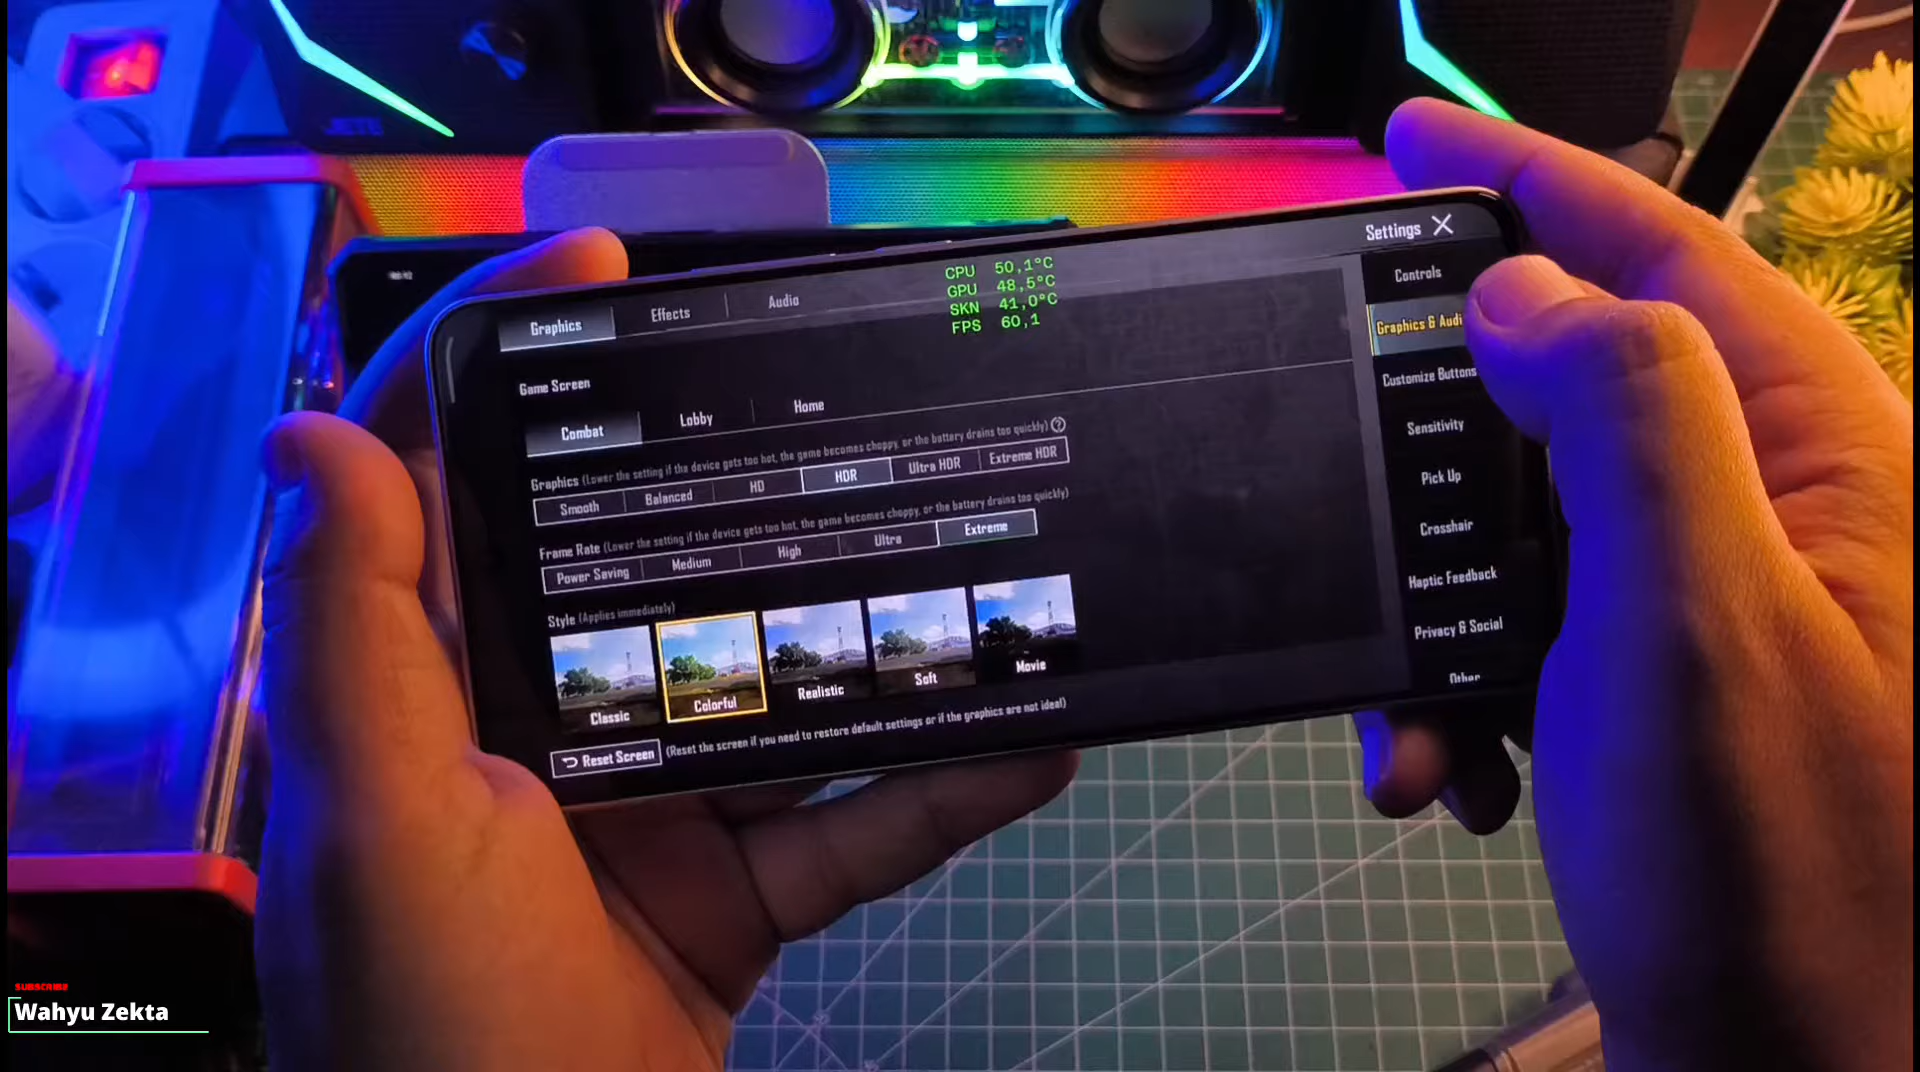 JETE
Settings
Controls
CPU 50,1°C
GPU 48,5°C
SKN 41,0°C
FPS 60,1
Graphics
Effects
Audio
Graphics & Audi
Game Screen
Customize Buttons
Combat
Lobby
Home
Sensitivity
Graphics (Lower the setting if the device gets too hot, the game becomes choppy, or the battery drains too quickly) ?
Smooth
Balanced
HD
HDR
Ultra HDR
Extreme HDR
Pick Up
Frame Rate (Lower the setting if the device gets too hot, the game becomes choppy, or the battery drains too quickly)
Power Saving
Medium
High
Ultra
Extreme
Crosshair
Haptic Feedback
Style (Applies immediately)
Classic
Colorful
Realistic
Soft
Movie
Privacy & Social
Other
Reset Screen (Reset the screen if you need to restore default settings or if the graphics are not ideal)
SUBSCRIBE
Wahyu Zekta